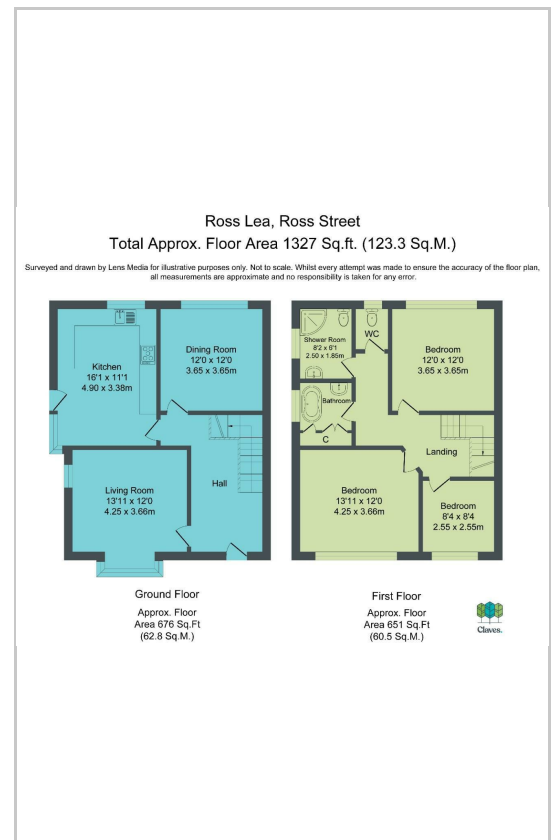 Ross Lea, Ross Street
Total Approx. Floor Area 1327 Sq.ft. (123.3 Sq.M.)
Surveyed and drawn by Lens Media for illustrative purposes only. Not to scale. Whilst every attempt was made to ensure the accuracy of the floor plan,
all measurements are approximate and no responsibility is taken for any error.
Kitchen
16'1 x 11'1
4.90 x 3.38m
Dining Room
12'0 x 12'0
3.65 x 3.65m
Living Room
13'11 x 12'0
4.25 x 3.66m
Hall
Ground Floor
Approx. Floor
Area 676 Sq.Ft
(62.8 Sq.M.)
Shower Room
8'2 x 6'1
2.50 x 1.85m
WC
Bedroom
12'0 x 12'0
3.65 x 3.65m
Bathroom
C
Landing
Bedroom
13'11 x 12'0
4.25 x 3.66m
Bedroom
8'4 x 8'4
2.55 x 2.55m
First Floor
Approx. Floor
Area 651 Sq.Ft
(60.5 Sq.M.)
Claves.